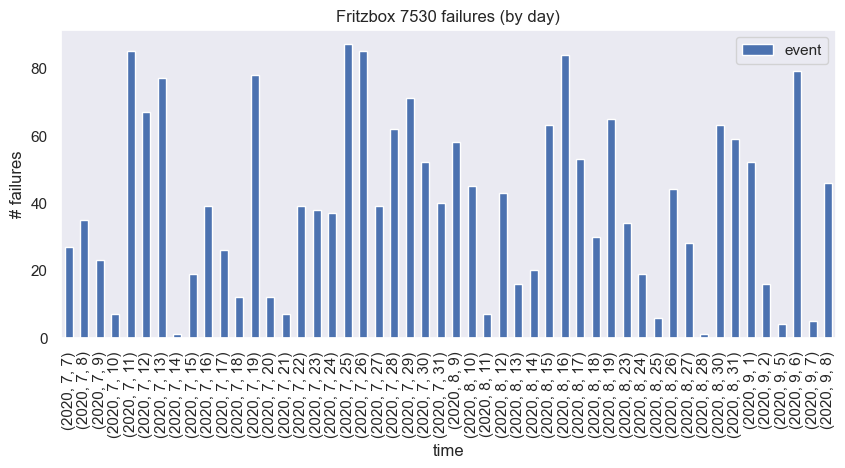 Fritzbox 7530 failures (by day)
event
# failures
80
60
40
20
0
(2020, 7, 7)
(2020, 7, 8)
(2020, 7, 9)
(2020, 7, 10)
(2020, 7, 11)
(2020, 7, 12)
(2020, 7, 13)
(2020, 7, 14)
(2020, 7, 15)
(2020, 7, 16)
(2020, 7, 17)
(2020, 7, 18)
(2020, 7, 19)
(2020, 7, 20)
(2020, 7, 21)
(2020, 7, 22)
(2020, 7, 23)
(2020, 7, 24)
(2020, 7, 25)
(2020, 7, 26)
(2020, 7, 27)
(2020, 7, 28)
(2020, 7, 29)
(2020, 7, 30)
(2020, 7, 31)
(2020, 8, 9)
(2020, 8, 10)
(2020, 8, 11)
(2020, 8, 12)
(2020, 8, 13)
(2020, 8, 14)
(2020, 8, 15)
(2020, 8, 16)
(2020, 8, 17)
(2020, 8, 18)
(2020, 8, 19)
(2020, 8, 23)
(2020, 8, 24)
(2020, 8, 25)
(2020, 8, 26)
(2020, 8, 27)
(2020, 8, 28)
(2020, 8, 30)
(2020, 8, 31)
(2020, 9, 1)
(2020, 9, 2)
(2020, 9, 5)
(2020, 9, 6)
(2020, 9, 7)
(2020, 9, 8)
time